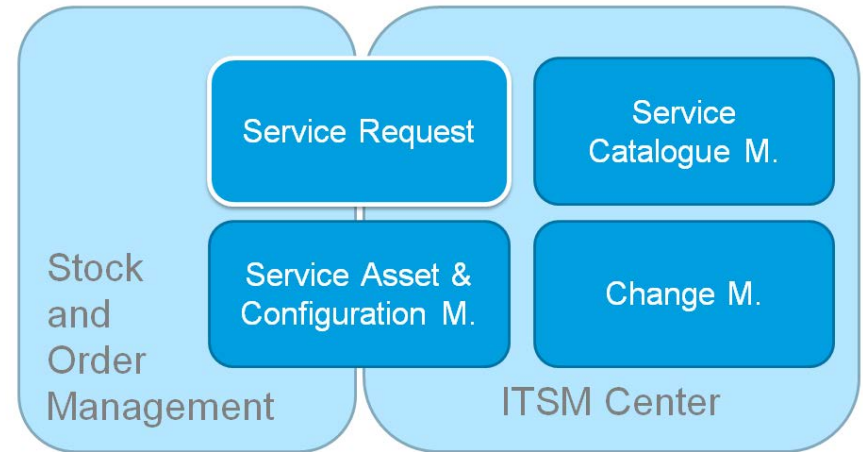 Service Request
Service
Catalogue M.
Service Asset &
Configuration M.
Change M.
Stock
and
Order
Management
ITSM Center